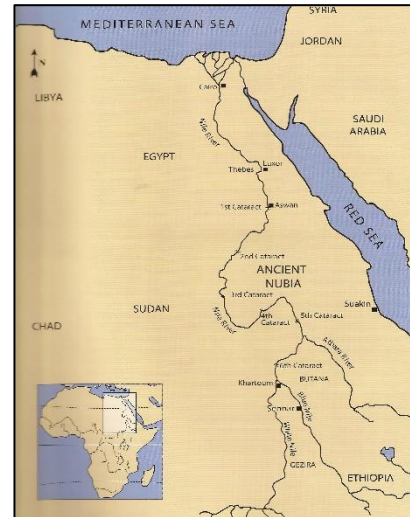 MEDITERRANEAN SEA
SYRIA
JORDAN
N
Cairo
LIBYA
SAUDI
ARABIA
Nile River
EGYPT
Luxor
Thebes
1st Cataract
Aswan
RED SEA
2nd Cataract
ANCIENT
NUBIA
3rd Cataract
Suakin
SUDAN
4th
Cataract
5th Cataract
Nile River
CHAD
Atbara River
6th Cataract
BUTANA
Khartoum
Blue Nile
Sennar
White Nile
GEZIRA
ETHIOPIA